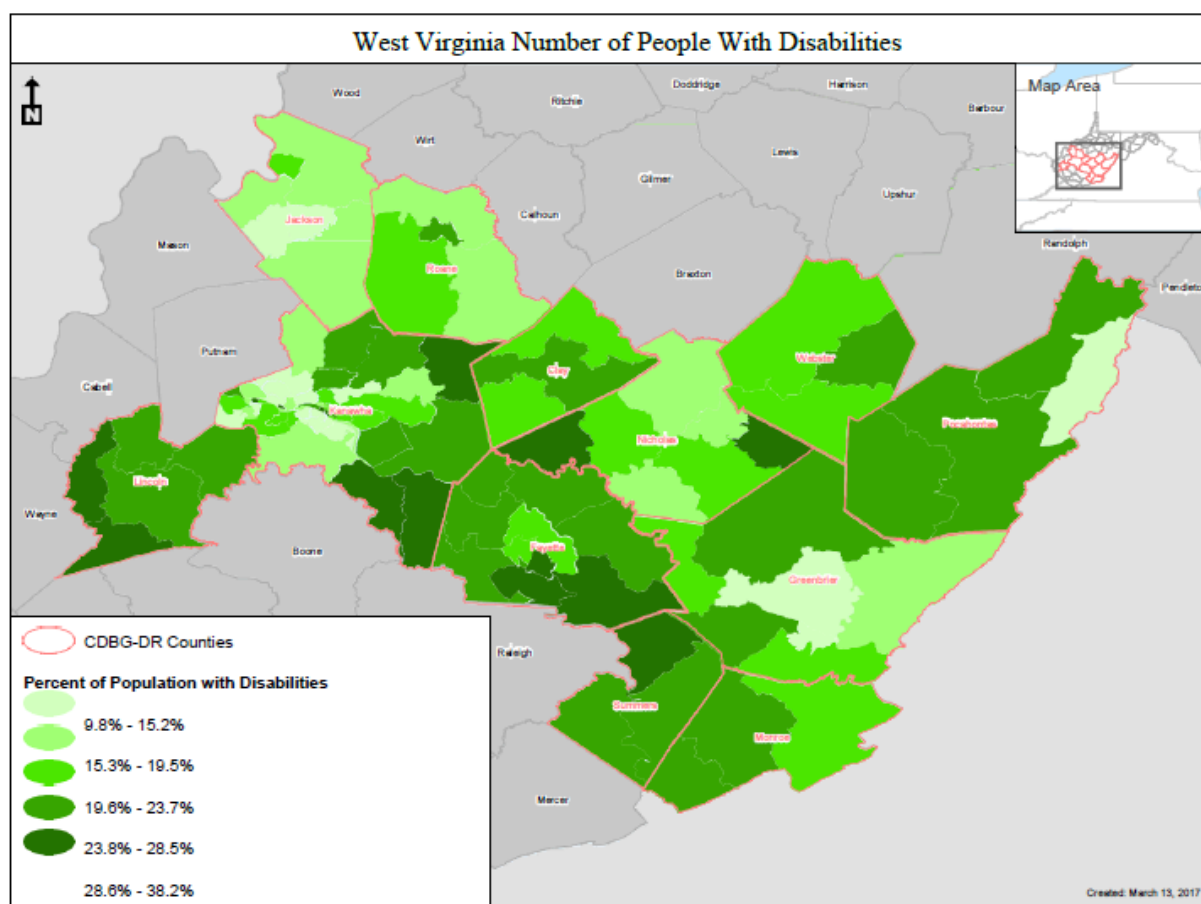 West Virginia Number of People With Disabilities
N
Wood
Ritchie
Doddridge
Harrison
Barbour
Map Area
Wirt
Lewis
Gilmer
Upshur
Jackson
Calhoun
Mason
Roane
Randolph
Braxton
Pendleton
Putnam
Webster
Cabell
Clay
Kanawha
Pocahontas
Nicholas
Lincoln
Wayne
Boone
Fayette
Greenbrier
Raleigh
Summers
Monroe
Mercer
CDBG-DR Counties
Percent of Population with Disabilities
9.8% - 15.2%
15.3% - 19.5%
19.6% - 23.7%
23.8% - 28.5%
28.6% - 38.2%
Created: March 13, 2017